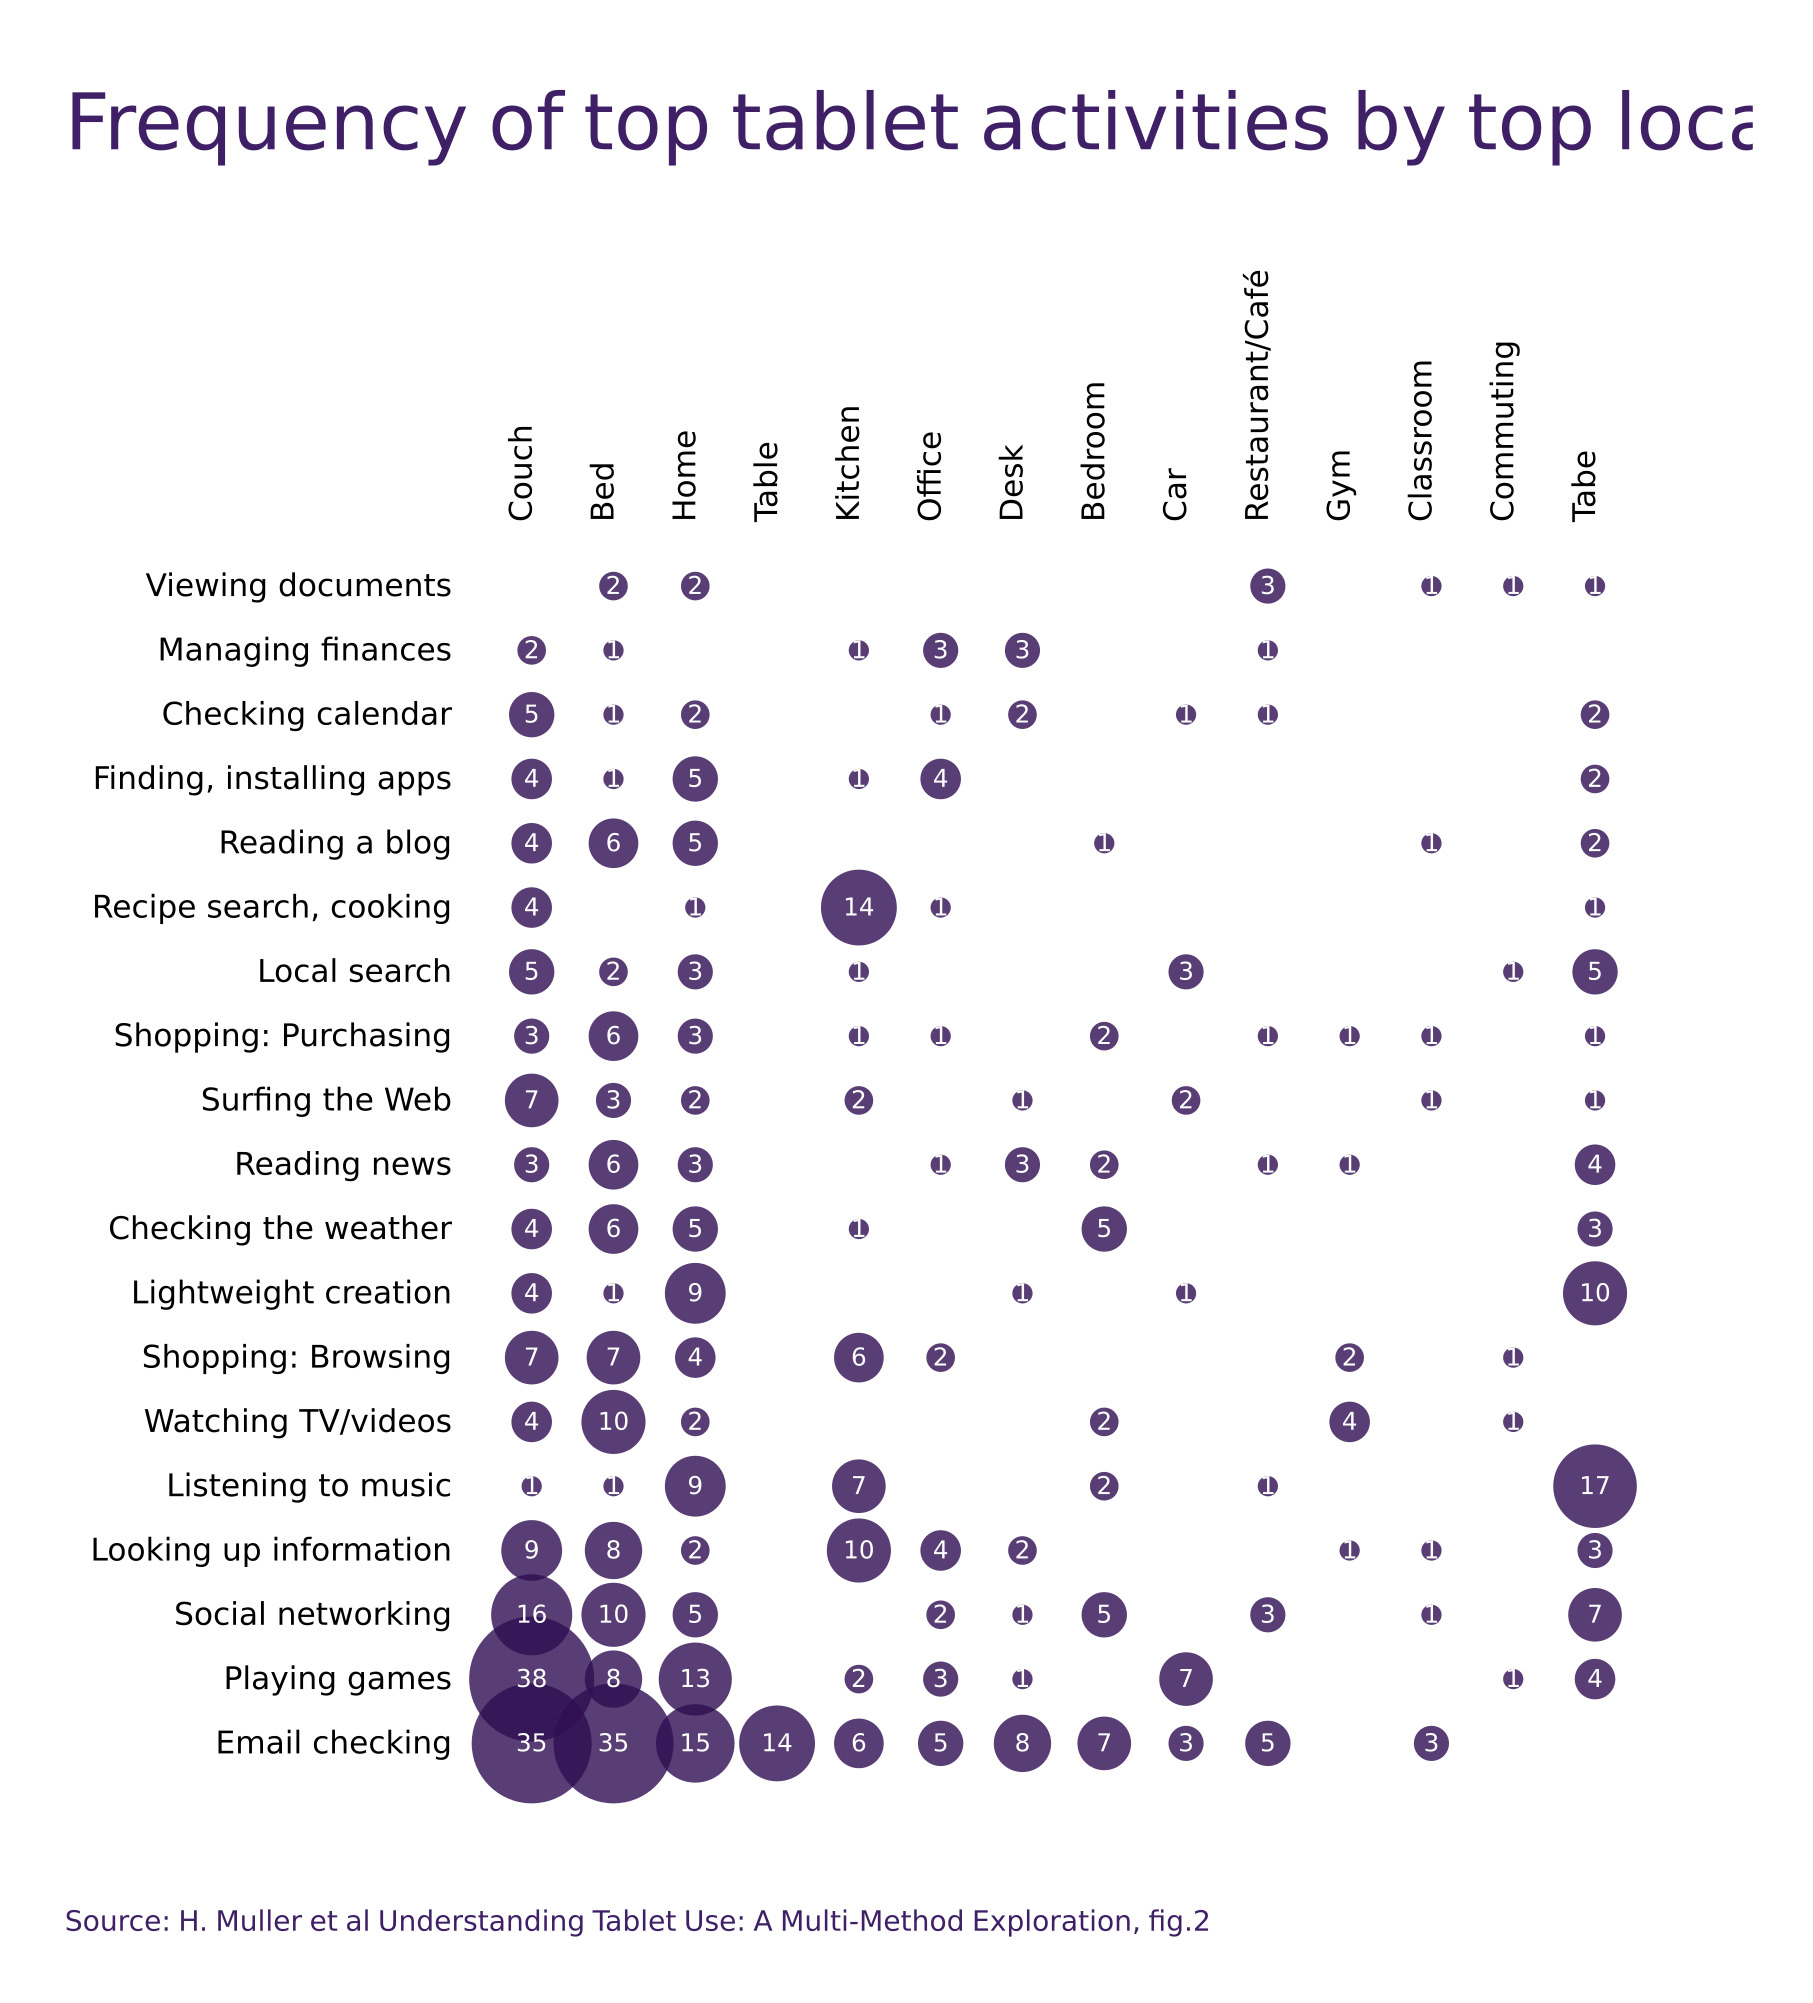 Frequency of top tablet activities by top loca
Couch Bed Home Table Kitchen Office Desk Bedroom Car Restaurant/Café Gym Classroom Commuting Tabe
Viewing documents 2 2 3 1 1 1
Managing finances 2 1 1 3 3 1
Checking calendar 5 1 2 1 2 1 1 2
Finding, installing apps 4 1 5 1 4 2
Reading a blog 4 6 5 1 1 2
Recipe search, cooking 4 1 14 1 1
Local search 5 2 3 1 3 1 5
Shopping: Purchasing 3 6 3 1 1 2 1 1 1 1
Surfing the Web 7 3 2 2 1 2 1 1
Reading news 3 6 3 1 3 2 1 1 4
Checking the weather 4 6 5 1 5 3
Lightweight creation 4 1 9 1 1 10
Shopping: Browsing 7 7 4 6 2 2 1
Watching TV/videos 4 10 2 2 4 1
Listening to music 1 1 9 7 2 1 17
Looking up information 9 8 2 10 4 2 1 1 3
Social networking 16 10 5 2 1 5 3 1 7
Playing games 38 8 13 2 3 1 7 1 4
Email checking 35 35 15 14 6 5 8 7 3 5 3
Source: H. Muller et al Understanding Tablet Use: A Multi-Method Exploration, fig.2